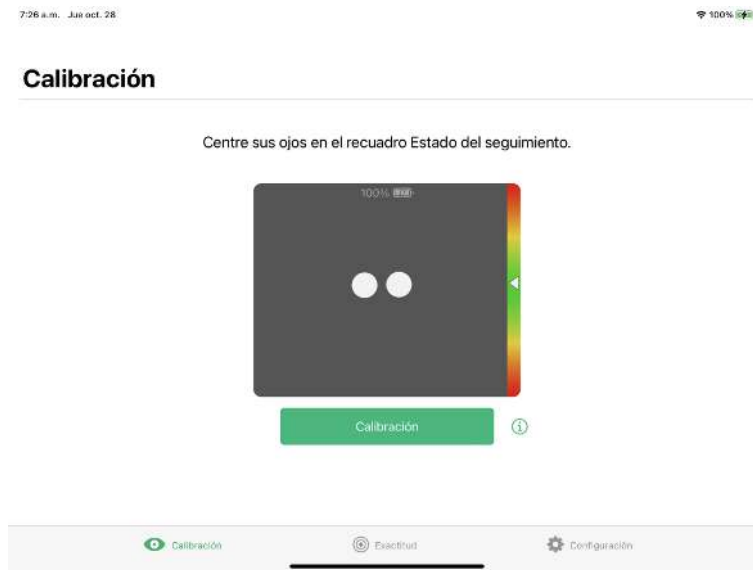 7:26 a.m. Jue oct. 28
100%
Calibración
Centre sus ojos en el recuadro Estado del seguimiento.
100%
Calibración
Calibración
Exactitud
Configuración